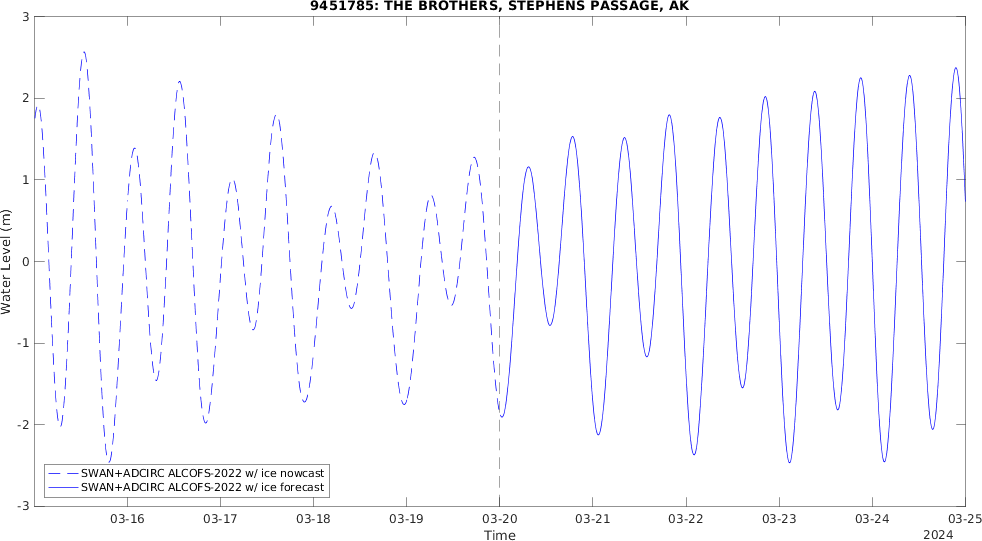 9451785: THE BROTHERS, STEPHENS PASSAGE, AK
3
2
1
0
-1
-2
-3
Water Level (m)
SWAN+ADCIRC ALCOFS-2022 w/ ice nowcast
SWAN+ADCIRC ALCOFS-2022 w/ ice forecast
03-16 03-17 03-18 03-19 03-20 03-21 03-22 03-23 03-24 03-25
Time
2024